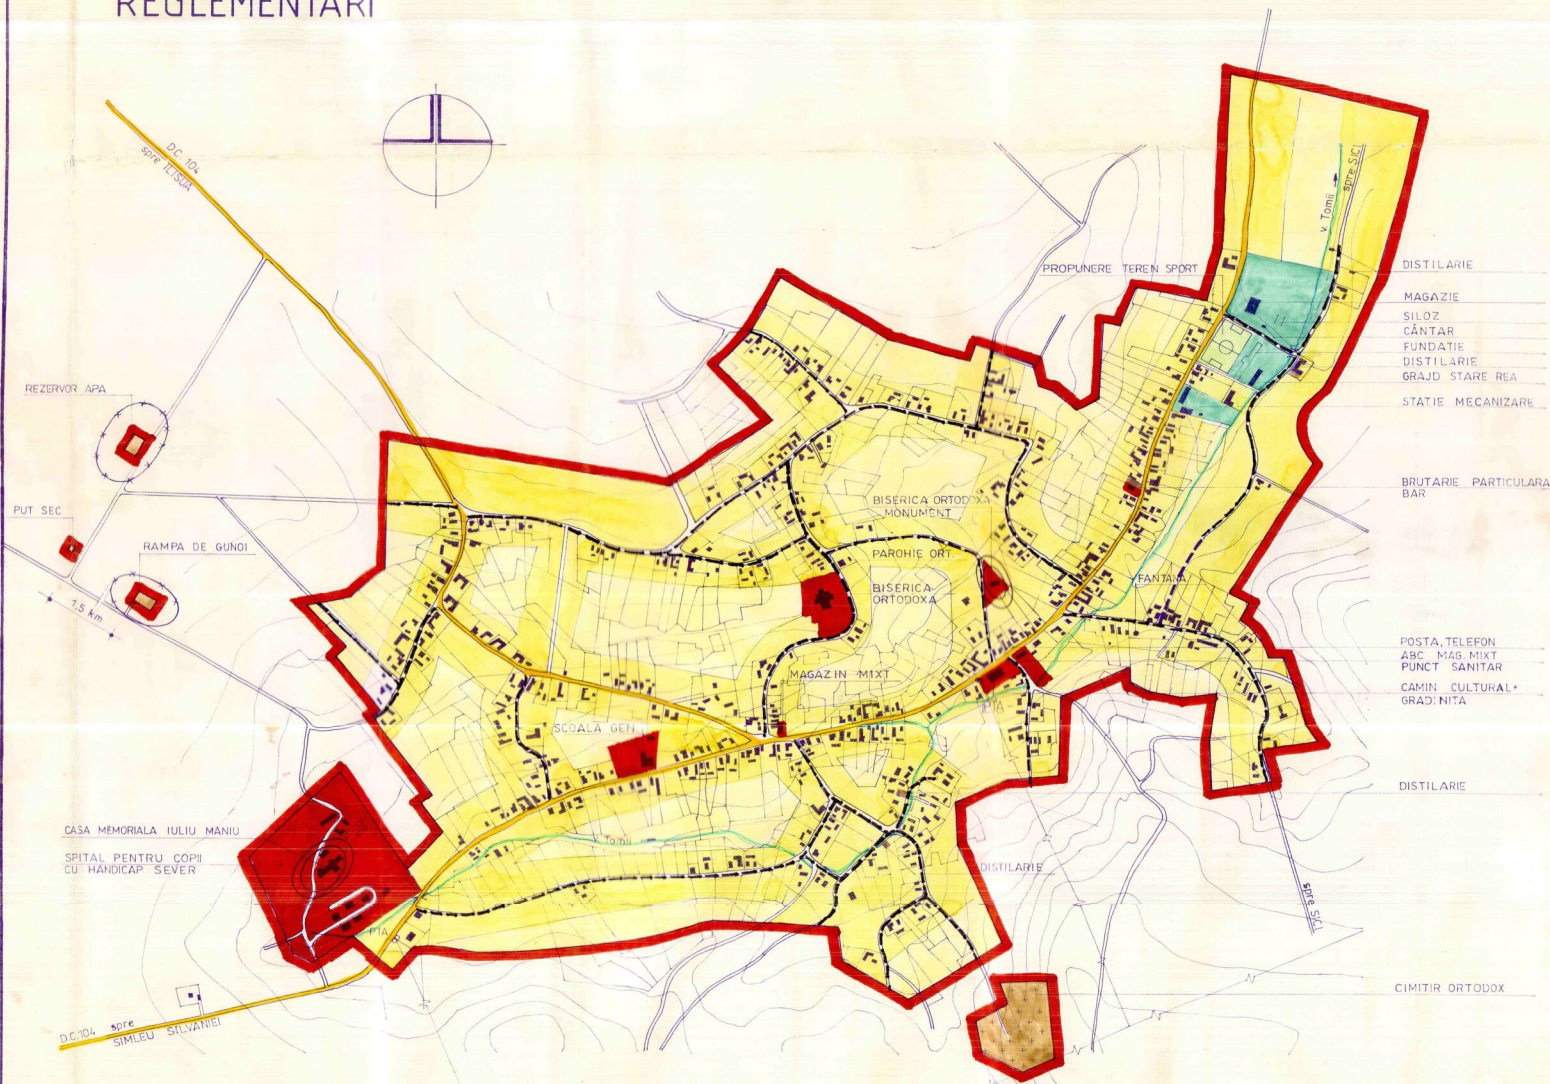 REGLEMENTARI
D.C. 104
spre ILISUA
v. Tomii
spre SICI
PROPUNERE TEREN SPORT
DISTILARIE
MAGAZIE
SILOZ
CÂNTAR
FUNDATIE
DISTILARIE
GRAJD STARE REA
STATIE MECANIZARE
REZERVOR APA
BRUTARIE PARTICULARA
BAR
BISERICA ORTODOXA
MONUMENT
PUT SEC
RAMPA DE GUNOI
PAROHIE ORT.
BISERICA
ORTODOXA
FANTANA
1,5 km
POSTA, TELEFON
ABC MAG. MIXT
PUNCT SANITAR
CAMIN CULTURAL+
GRADINITA
MAGAZIN MIXT
PTA
SCOALA GEN.
DISTILARIE
CASA MEMORIALA IULIU MANIU
SPITAL PENTRU COPII
CU HANDICAP SEVER
v. Tomii
DISTILARIE
spre SICI
PTA
CIMITIR ORTODOX
D.C. 104 spre
SIMLEU SILVANIEI